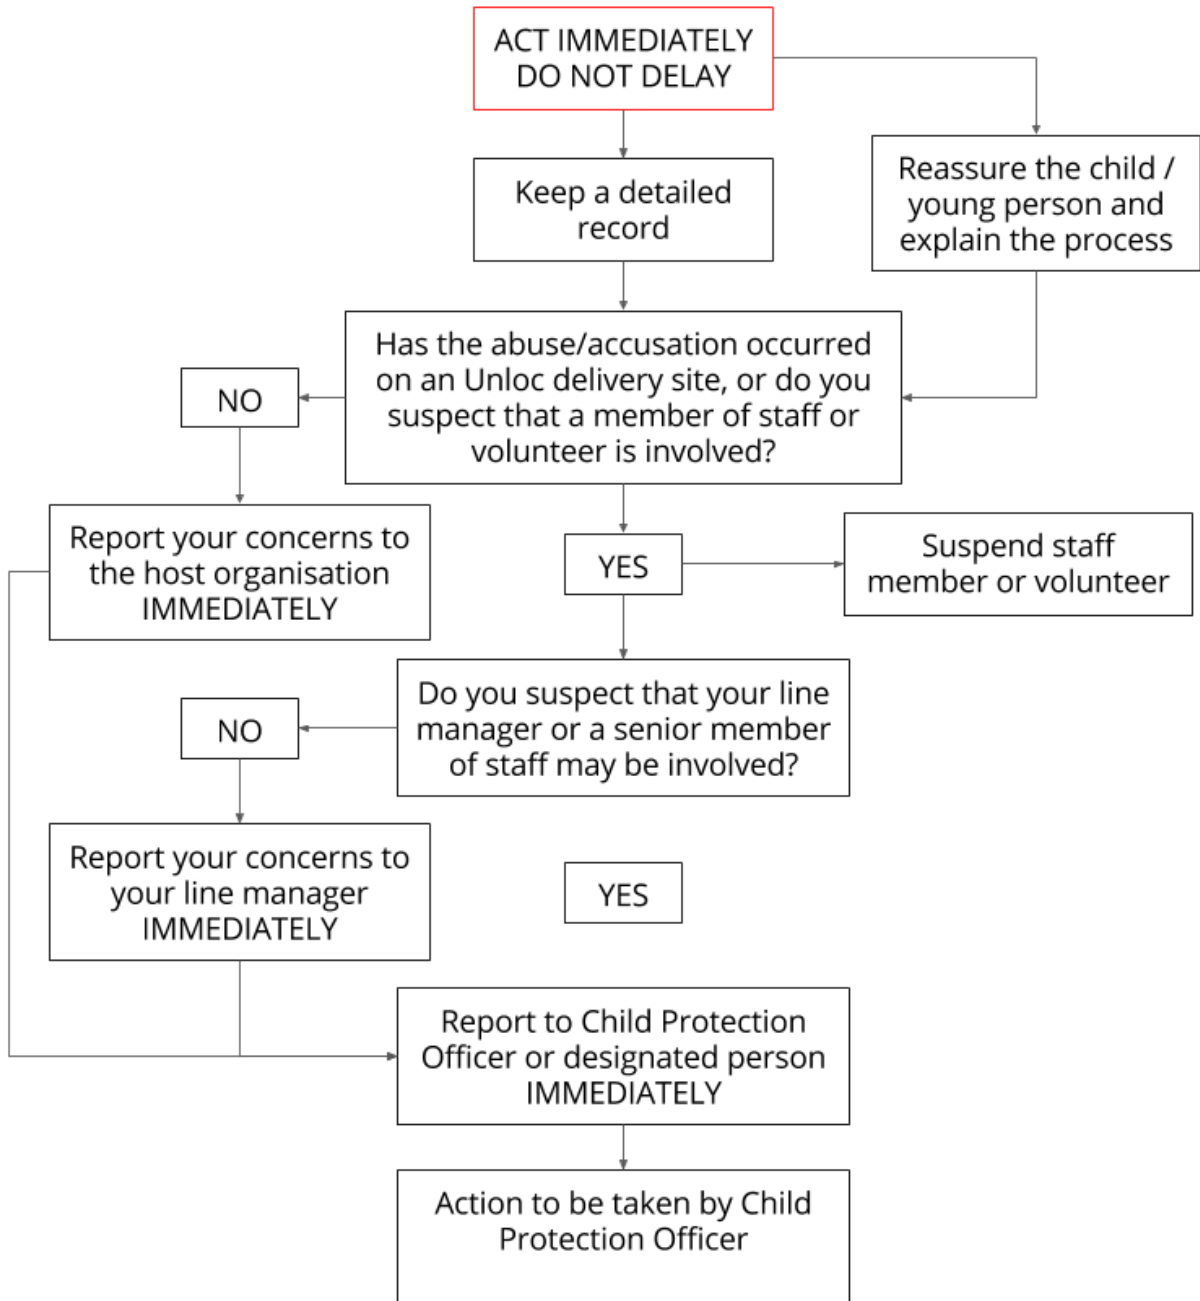 ACT IMMEDIATELY
DO NOT DELAY
Keep a detailed
record
Reassure the child /
young person and
explain the process
Has the abuse/accusation occurred
on an Unloc delivery site, or do you
suspect that a member of staff or
volunteer is involved?
NO
Report your concerns to
the host organisation
IMMEDIATELY
YES
Suspend staff
member or volunteer
Do you suspect that your line
manager or a senior member
of staff may be involved?
NO
Report your concerns to
your line manager
IMMEDIATELY
YES
Report to Child Protection
Officer or designated person
IMMEDIATELY
Action to be taken by Child
Protection Officer